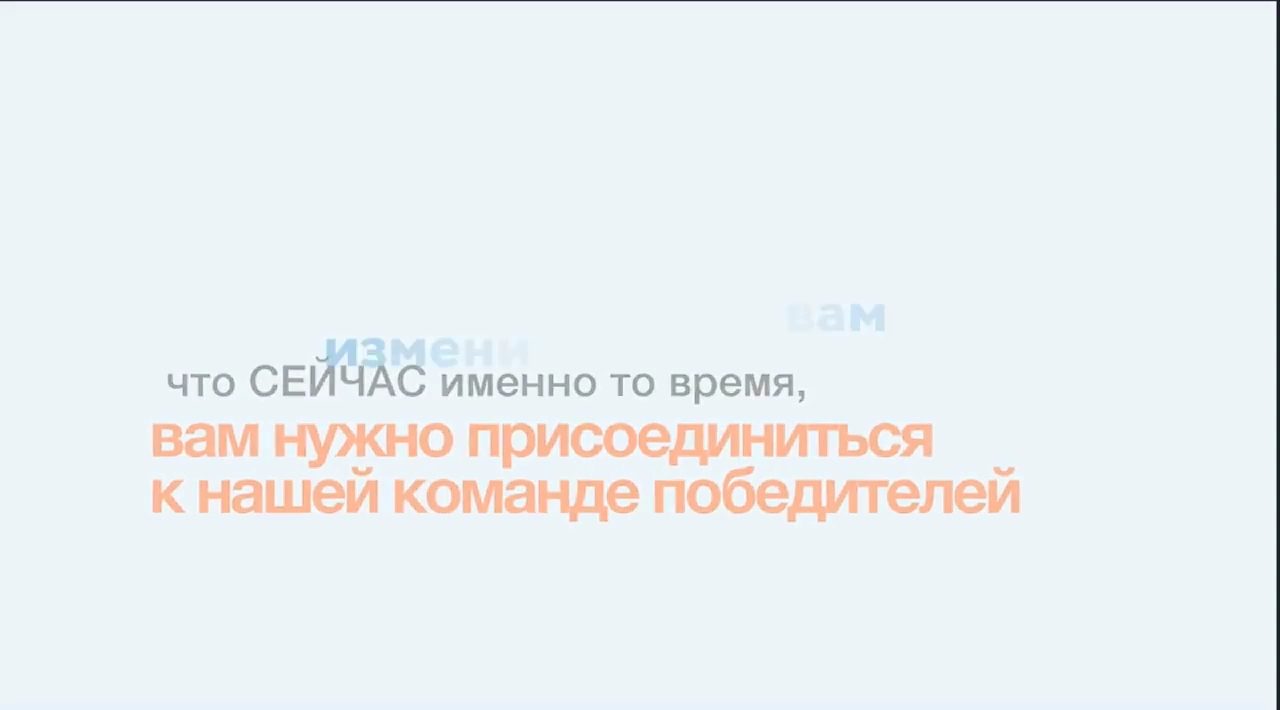 вам
измени
что СЕЙЧАС именно то время,
вам нужно присоединиться
к нашей команде победителей